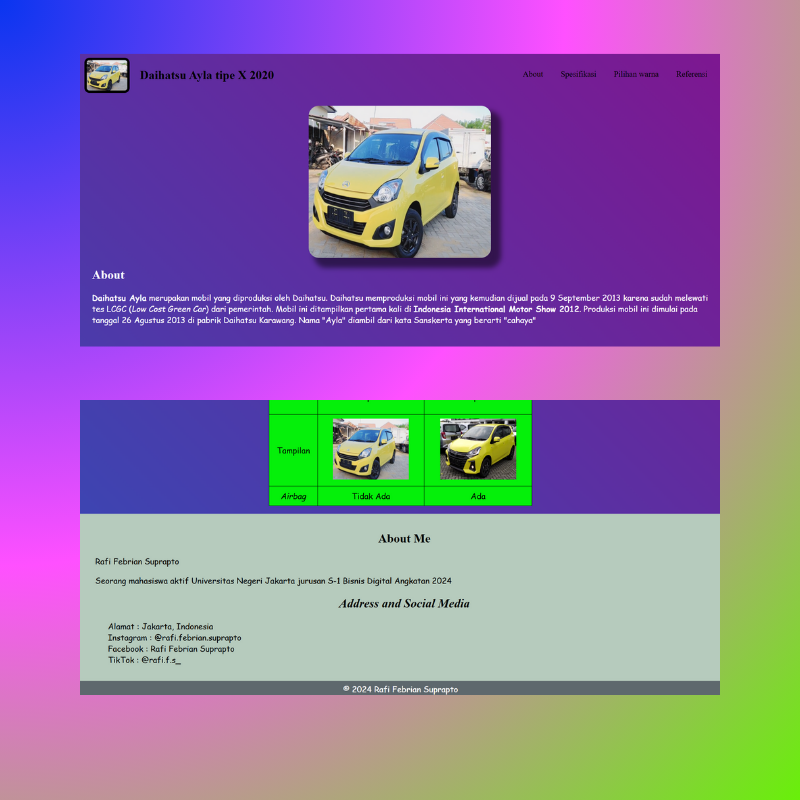 Daihatsu Ayla tipe X 2020
About Spesifikasi Pilihan warna Referensi
About
Daihatsu Ayla merupakan mobil yang diproduksi oleh Daihatsu. Daihatsu memproduksi mobil ini yang kemudian dijual pada 9 September 2013 karena sudah melewati
tes LCGC (Low Cost Green Car) dari pemerintah. Mobil ini ditampilkan pertama kali di Indonesia International Motor Show 2012. Produksi mobil ini dimulai pada
tanggal 26 Agustus 2013 di pabrik Daihatsu Karawang. Nama "Ayla" diambil dari kata Sanskerta yang berarti "cahaya"
Tampilan
Airbag Tidak Ada Ada
About Me
Rafi Febrian Suprapto
Seorang mahasiswa aktif Universitas Negeri Jakarta jurusan S-1 Bisnis Digital Angkatan 2024
Address and Social Media
Alamat : Jakarta, Indonesia
Instagram : @rafi.febrian.suprapto
Facebook : Rafi Febrian Suprapto
TikTok : @rafi.f.s_
© 2024 Rafi Febrian Suprapto